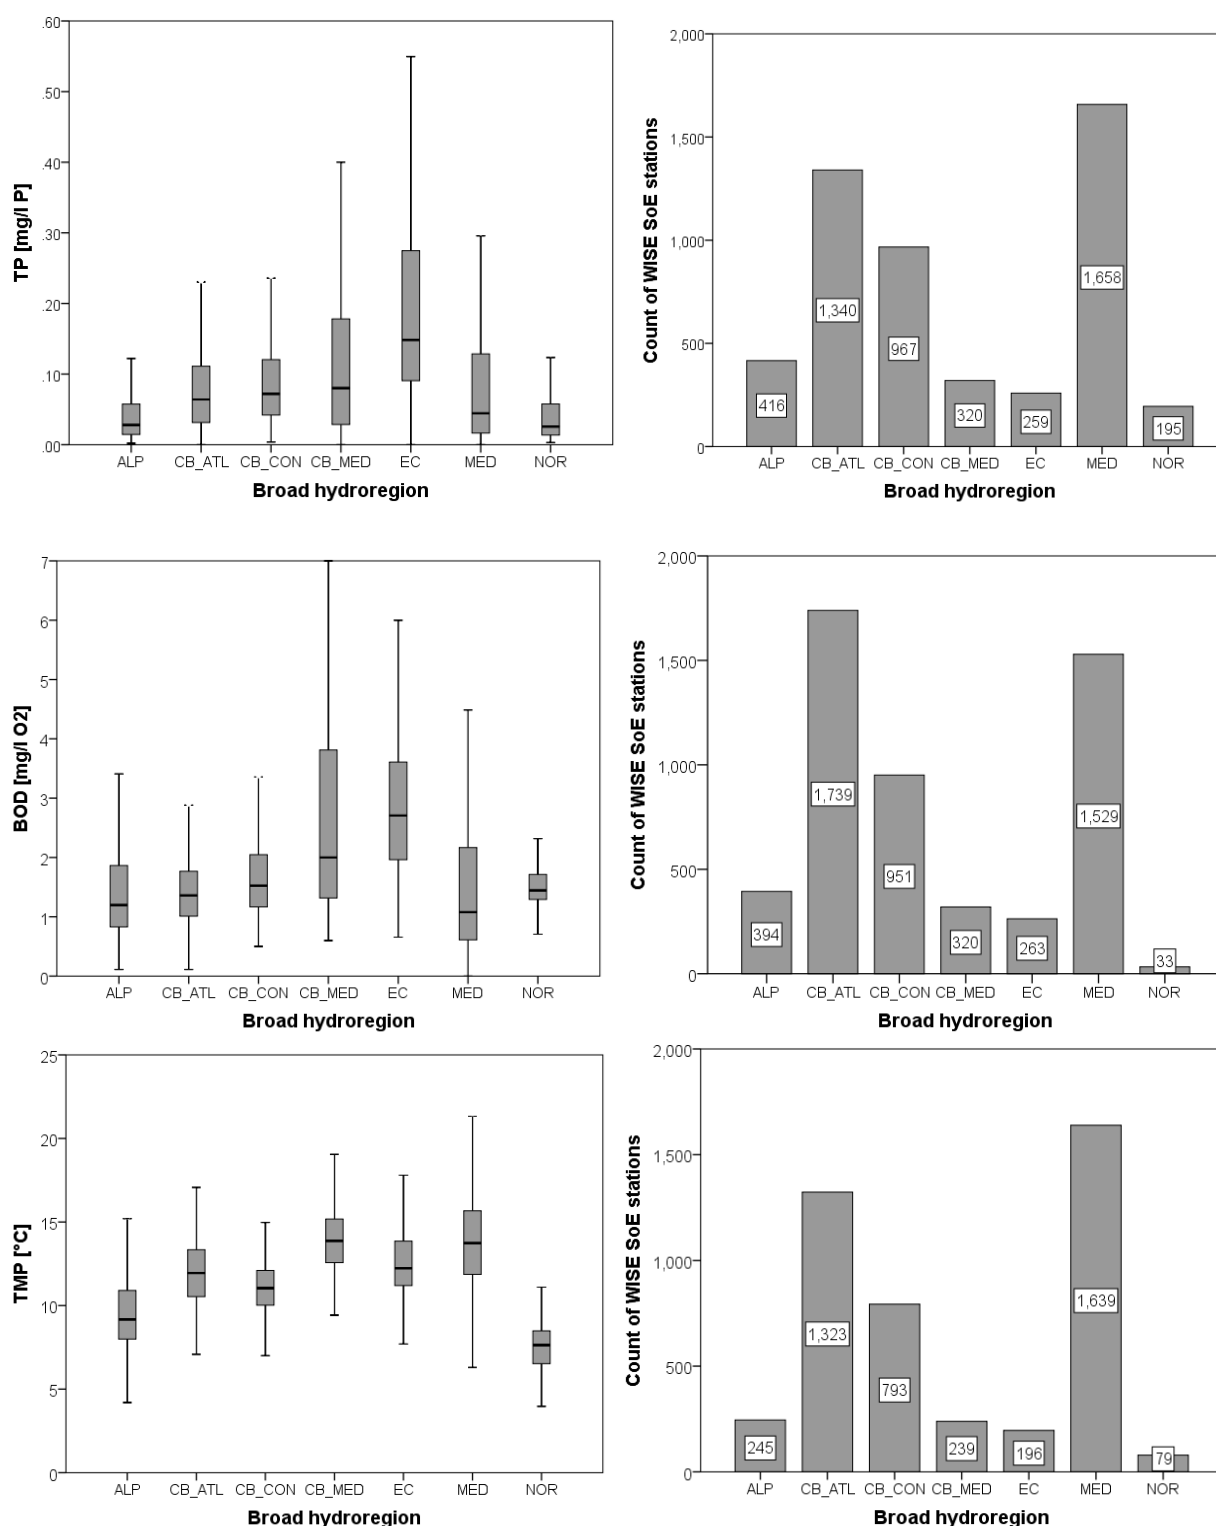 .60
.50
.40
.30
.20
.10
.00
TP [mg/l P]
ALP CB_ATL CB_CON CB_MED EC MED NOR
Broad hydroregion
2,000
1,500
1,000
500
0
Count of WISE SoE stations
416 1,340 967 320 259 1,658 195
ALP CB_ATL CB_CON CB_MED EC MED NOR
Broad hydroregion
7
6
5
4
3
2
1
0
BOD [mg/l O2]
ALP CB_ATL CB_CON CB_MED EC MED NOR
Broad hydroregion
2,000
1,500
1,000
500
0
Count of WISE SoE stations
394 1,739 951 320 263 1,529 33
ALP CB_ATL CB_CON CB_MED EC MED NOR
Broad hydroregion
25
20
15
10
5
0
TMP [°C]
ALP CB_ATL CB_CON CB_MED EC MED NOR
Broad hydroregion
2,000
1,500
1,000
500
0
Count of WISE SoE stations
245 1,323 793 239 196 1,639 79
ALP CB_ATL CB_CON CB_MED EC MED NOR
Broad hydroregion